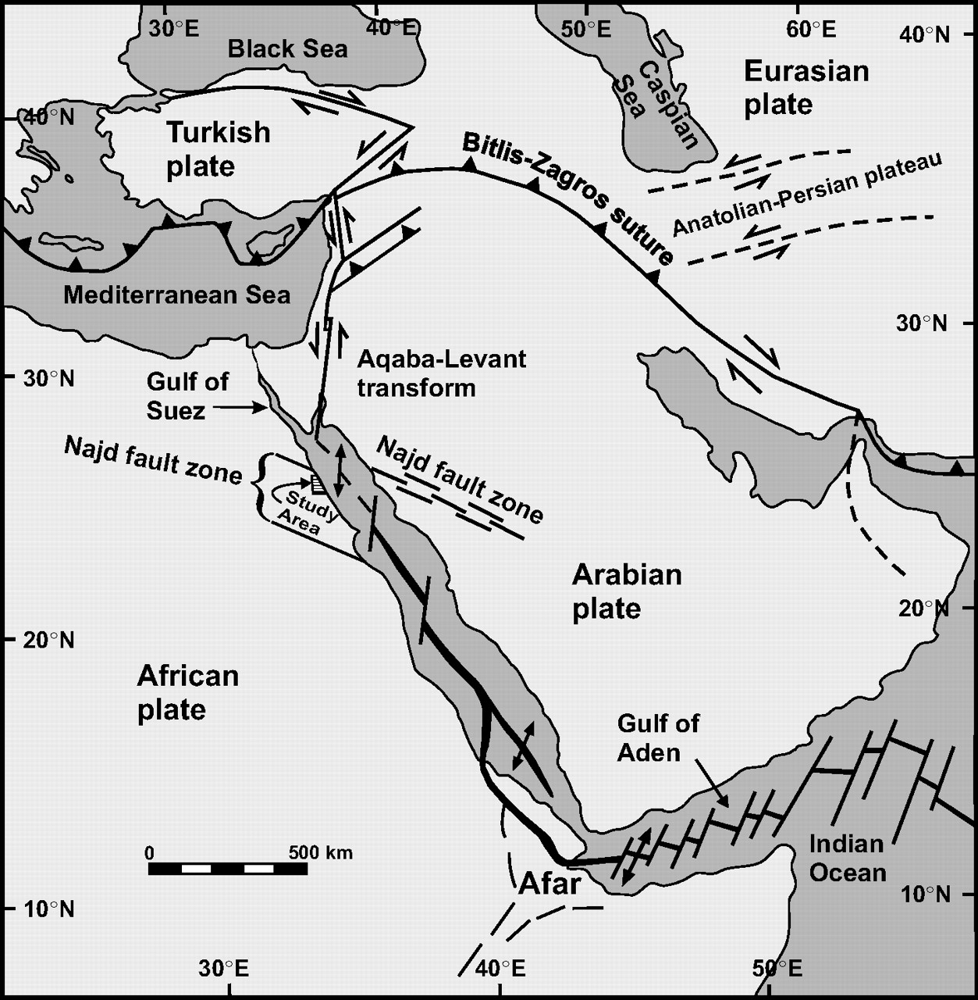 30°E
40°E
50°E
60°E
40°N
Black Sea
Caspian
Sea
Eurasian
plate
40°N
Turkish
plate
Bitlis-Zagros suture
Anatolian-Persian plateau
Mediterranean Sea
30°N
30°N
Aqaba-Levant
transform
Gulf of
Suez
Najd fault zone
Najd fault zone
Study
Area
Arabian
plate
20°N
20°N
African
plate
Gulf of
Aden
0 500 km
Indian
Ocean
Afar
10°N
10°N
30°E
40°E
50°E